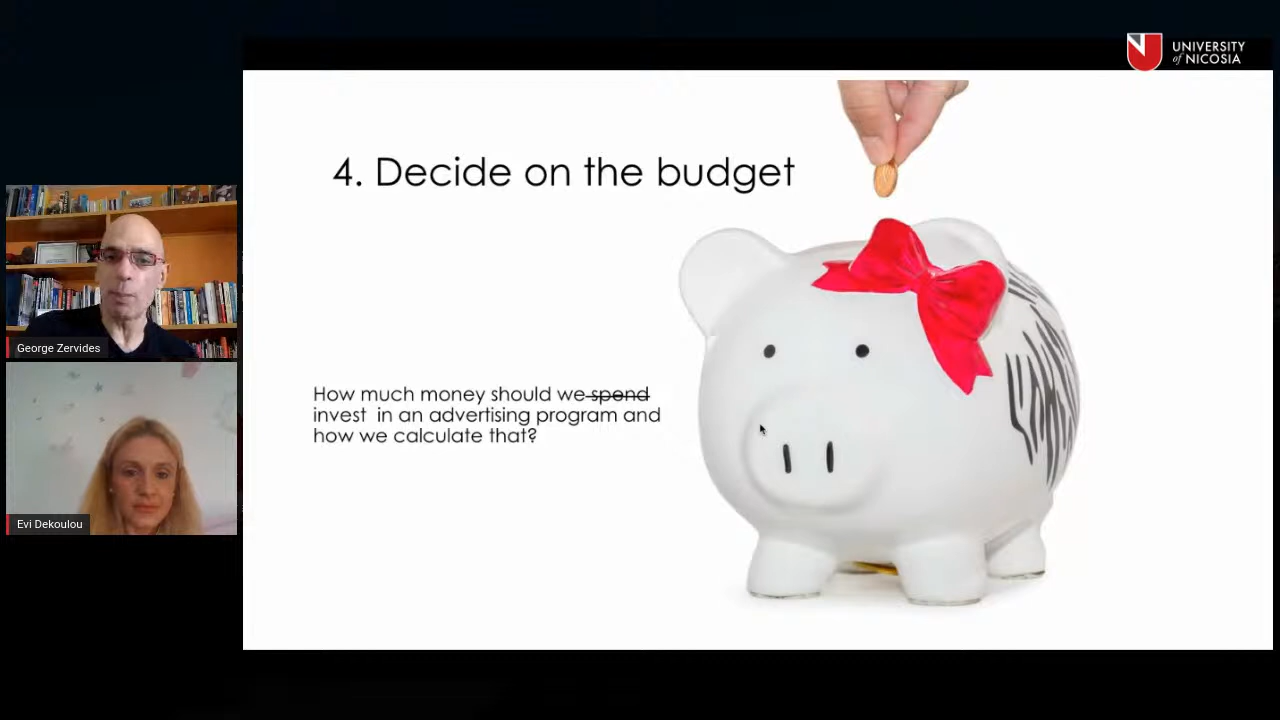 UNIVERSITY
of NICOSIA
4. Decide on the budget
How much money should we spend
invest in an advertising program and
how we calculate that?
George Zervides
Evi Dekoulou